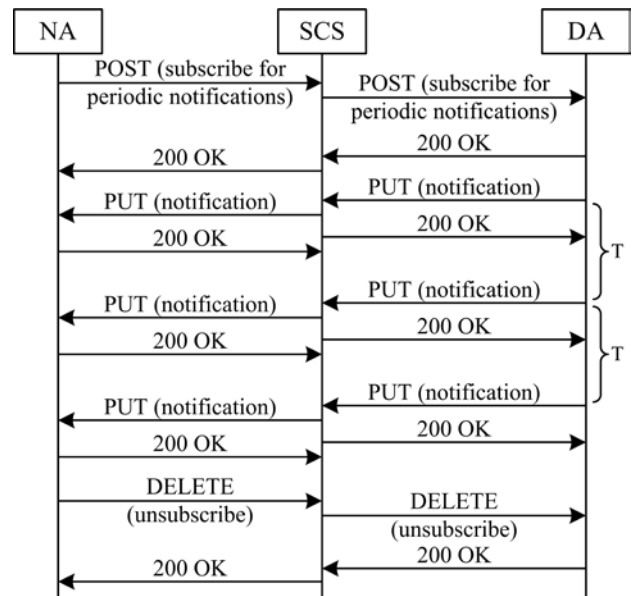 NA
SCS
DA
POST (subscribe for
periodic notifications)
POST (subscribe for
periodic notifications)
200 OK
200 OK
PUT (notification)
PUT (notification)
200 OK
200 OK
T
PUT (notification)
PUT (notification)
200 OK
200 OK
T
PUT (notification)
PUT (notification)
200 OK
200 OK
DELETE
(unsubscribe)
DELETE
(unsubscribe)
200 OK
200 OK